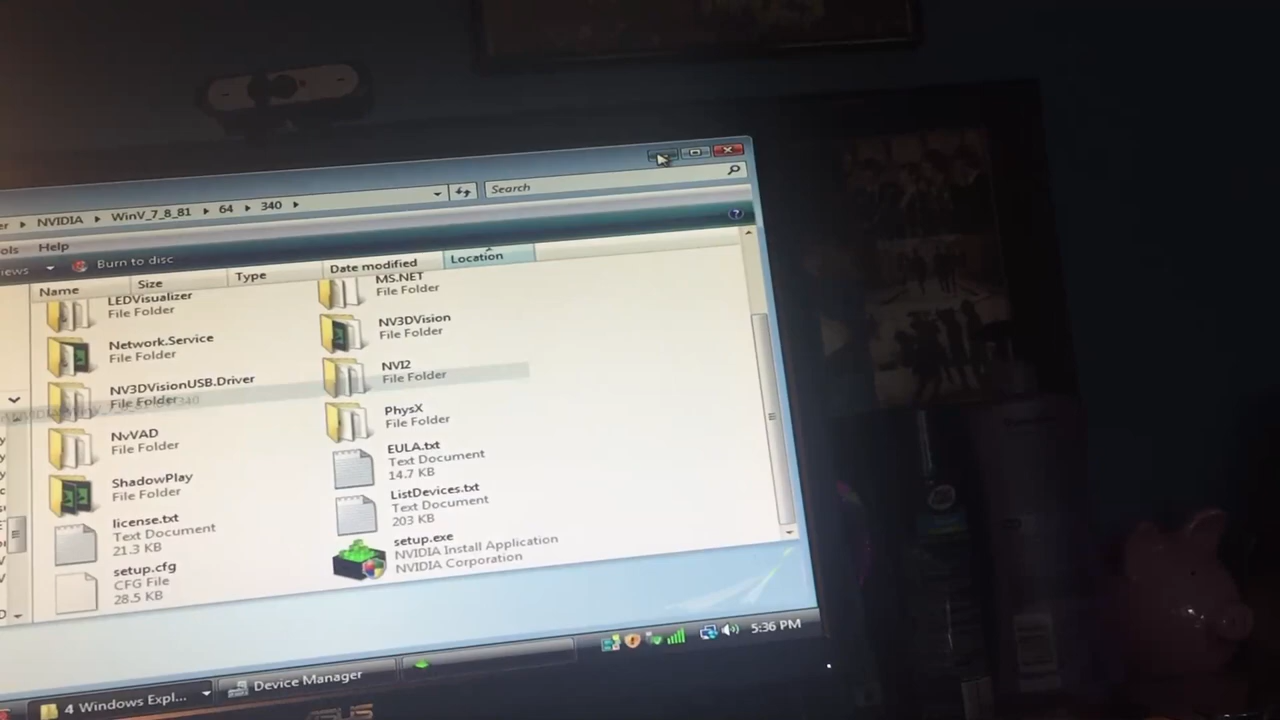 Search
NVIDIA WinV_7_8_81 64 340
Help
Burn to disc
Name Size Type Date modified Location
LEDVisualizer
File Folder
MS.NET
File Folder
Network.Service
File Folder
NV3DVision
File Folder
NV3DVisionUSB.Driver
File Folder
NVI2
File Folder
NvVAD
File Folder
PhysX
File Folder
ShadowPlay
File Folder
EULA.txt
Text Document
14.7 KB
license.txt
Text Document
21.3 KB
ListDevices.txt
Text Document
203 KB
setup.cfg
CFG File
28.5 KB
setup.exe
NVIDIA Install Application
NVIDIA Corporation
5:36 PM
4 Windows Expl...
Device Manager
ASUS